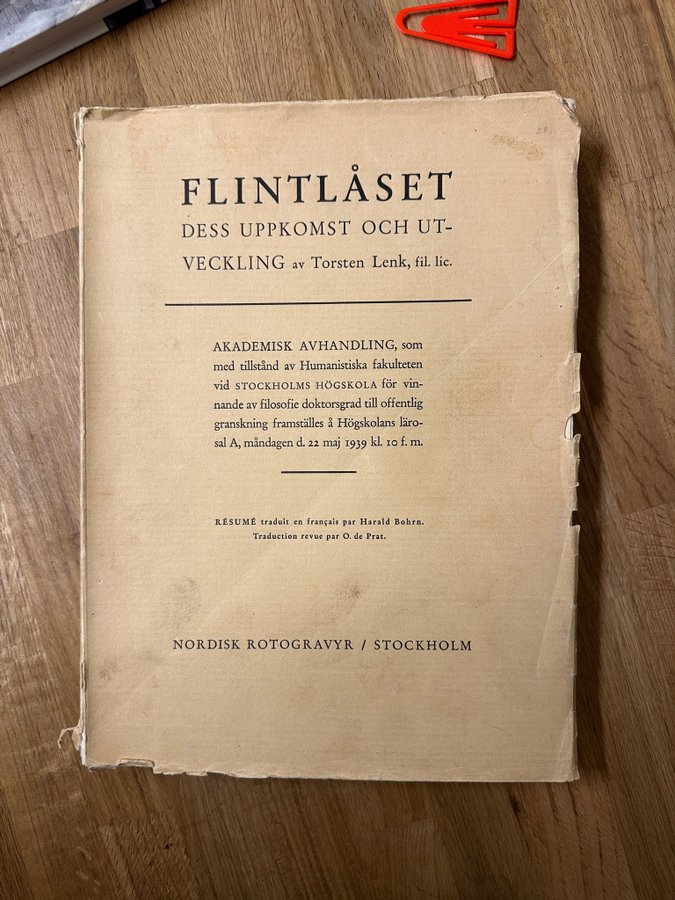 FLINTLÅSET
DESS UPPKOMST OCH UT-
VECKLING av Torsten Lenk, fil. lic.
AKADEMISK AVHANDLING, som
med tillstånd av Humanistiska fakulteten
vid STOCKHOLMS HÖGSKOLA för vin-
nande av filosofie doktorsgrad till offentlig
granskning framställes å Högskolans läro-
sal A, måndagen d. 22 maj 1939 kl. 10 f. m.
RÉSUMÉ traduit en français par Harald Bohrn.
Traduction revue par O. de Prat.
NORDISK ROTOGRAVYR / STOCKHOLM